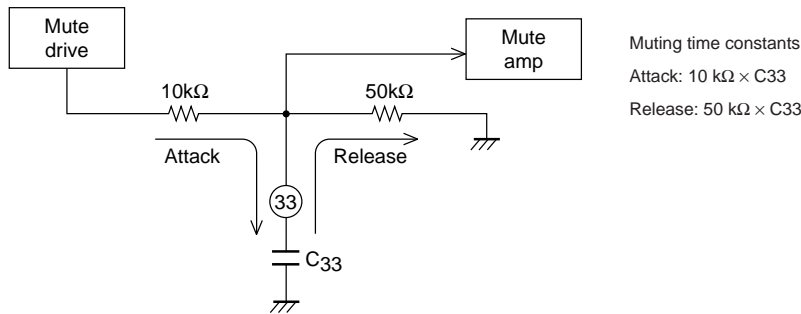 Mute
drive
Mute
amp
10kΩ
50kΩ
Attack
Release
33
C33
Muting time constants
Attack: 10 kΩ × C33
Release: 50 kΩ × C33